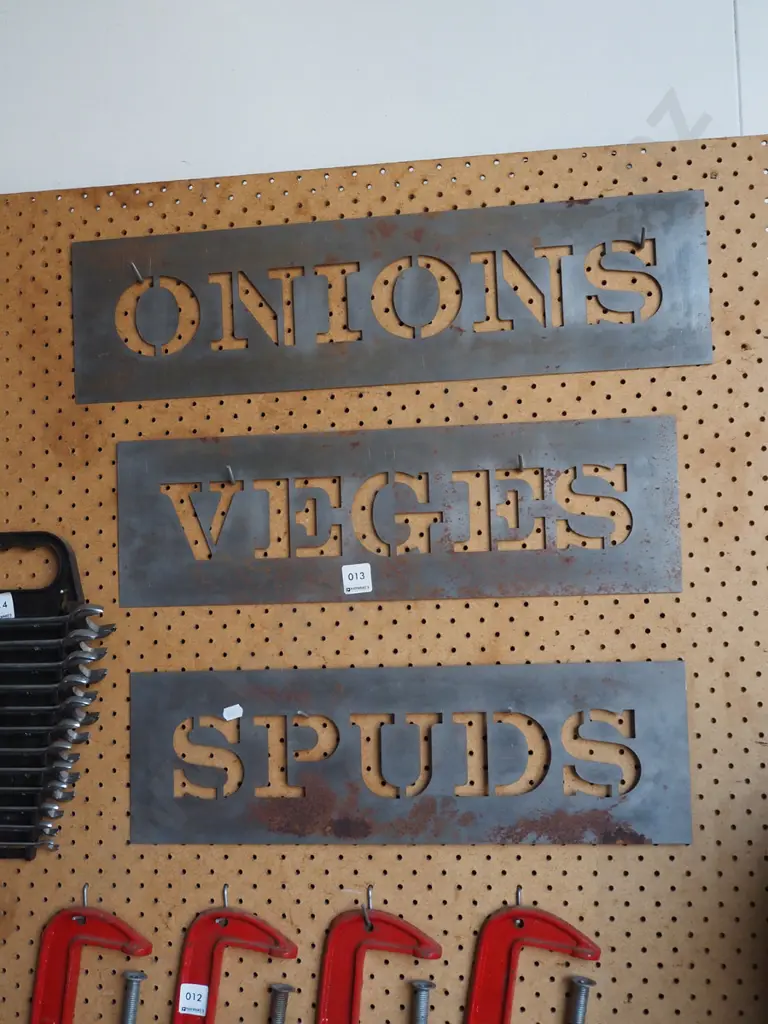 ONIONS
VEGES
013
SPUDS
012